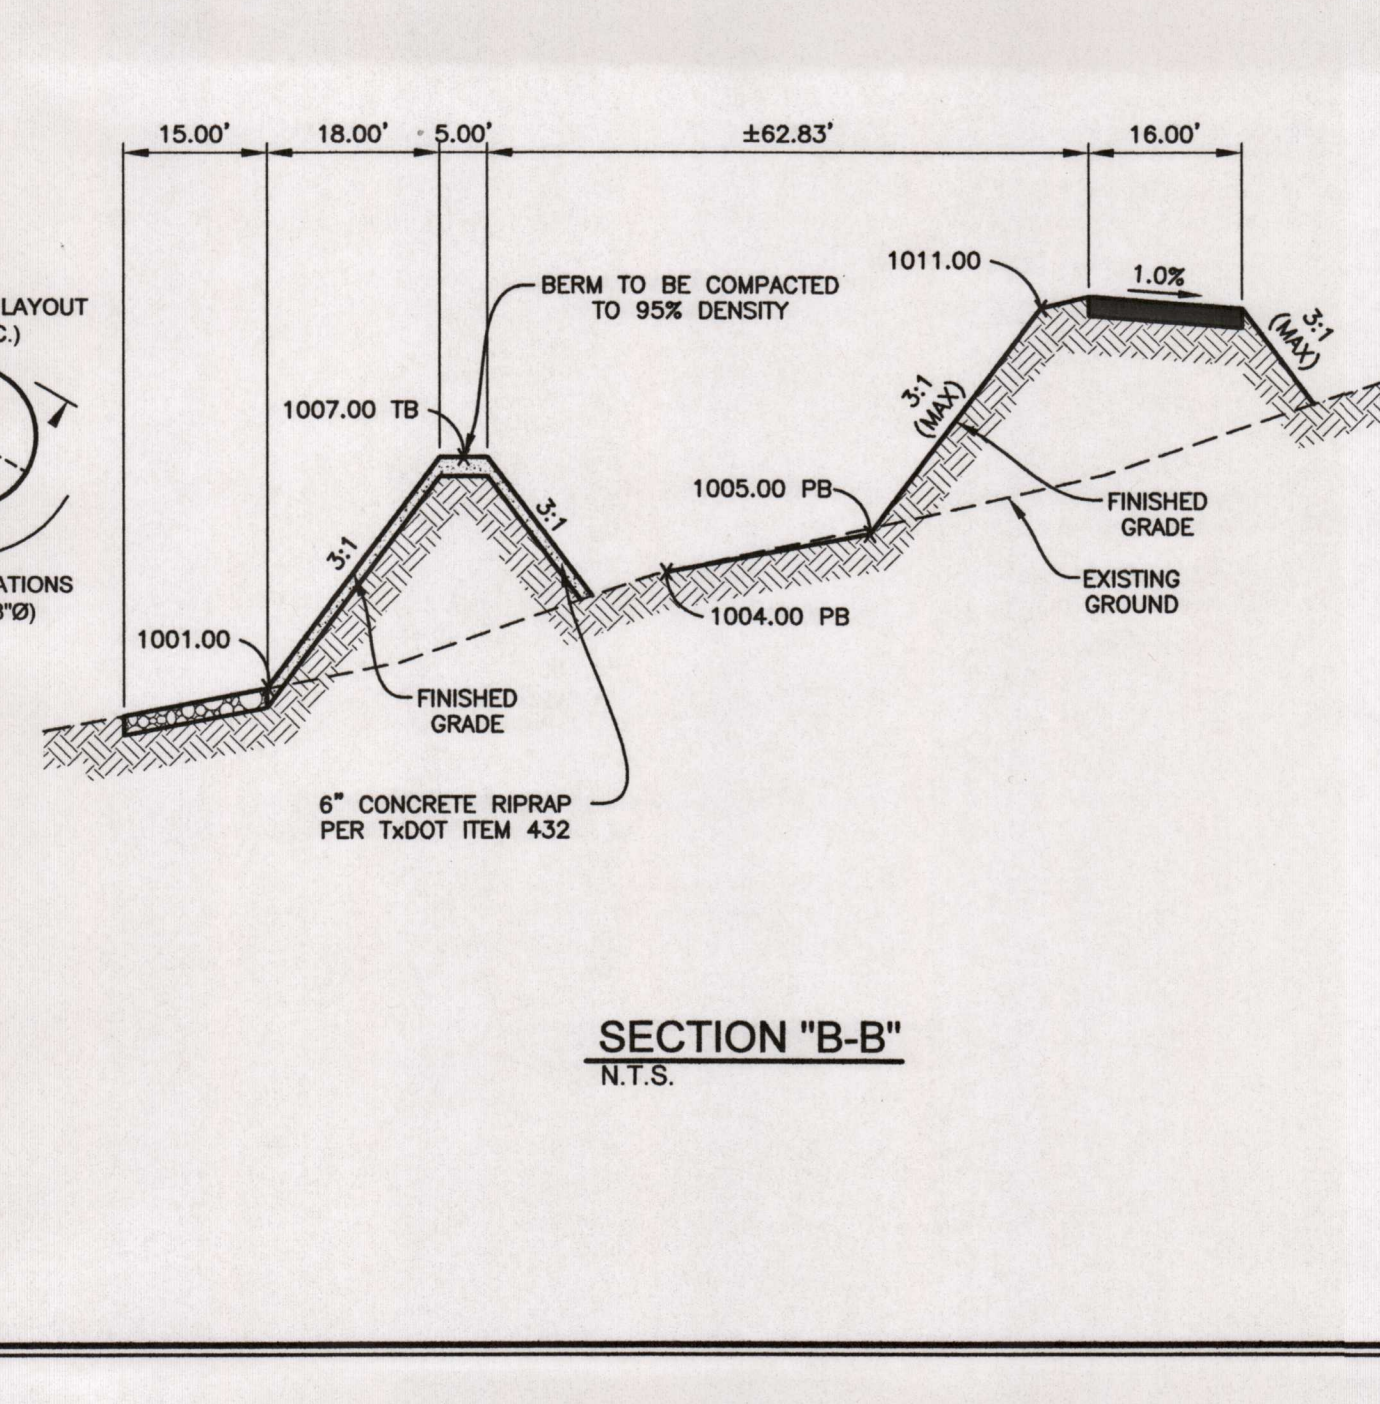 15.00'
18.00'
5.00'
±62.83'
16.00'
1011.00
1.0%
3:1
(MAX)
BERM TO BE COMPACTED
TO 95% DENSITY
LAYOUT
C.)
3:1
(MAX)
1007.00 TB
1005.00 PB
3:1
FINISHED
GRADE
3:1
EXISTING
GROUND
ATIONS
3"Ø)
1004.00 PB
1001.00
FINISHED
GRADE
6" CONCRETE RIPRAP
PER TxDOT ITEM 432
SECTION "B-B"
N.T.S.